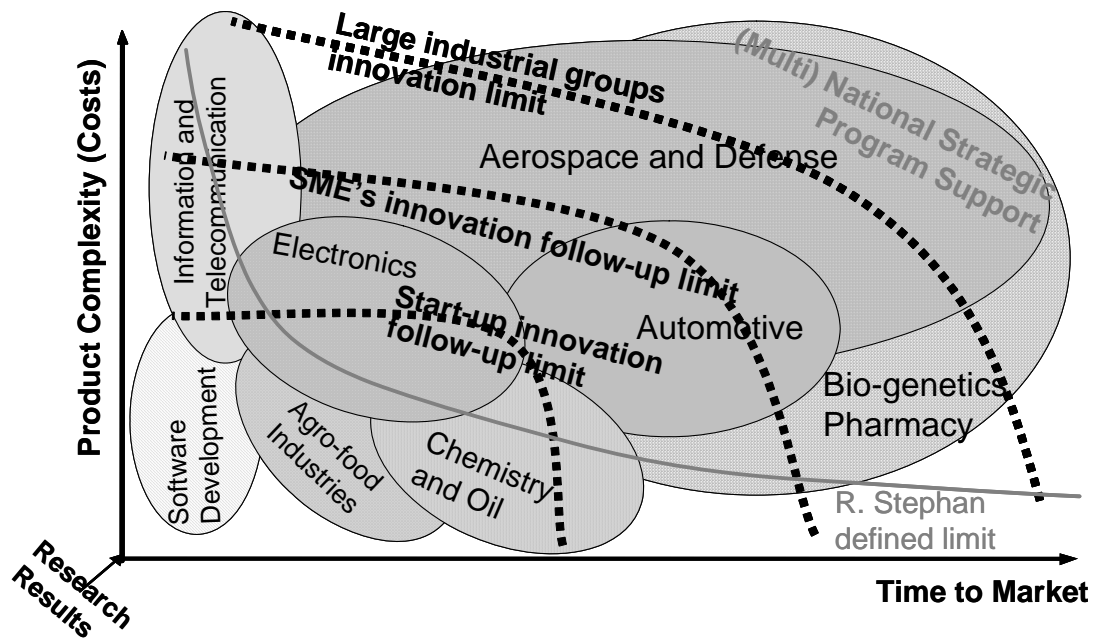 Large industrial groups
innovation limit
(Multi) National Strategic
Program Support
Product Complexity (Costs)
Information and
Telecommunication
Aerospace and Defense
SME's innovation follow-up limit
Electronics
Start-up innovation
follow-up limit
Automotive
Bio-genetics
Pharmacy
Software
Development
Agro-food
Industries
Chemistry
and Oil
R. Stephan
defined limit
Research
Results
Time to Market